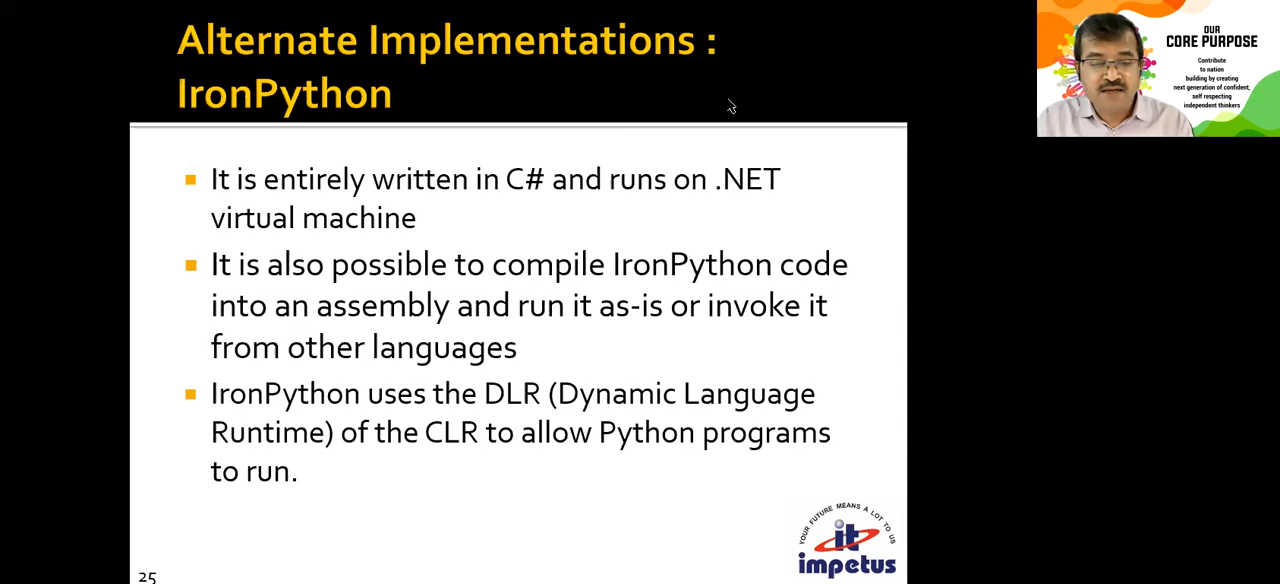 Alternate Implementations :
IronPython
OUR
CORE PURPOSE
Contribute
to nation
building by creating
next generation of confident,
self respecting
independent thinkers
It is entirely written in C# and runs on .NET
virtual machine
It is also possible to compile IronPython code
into an assembly and run it as-is or invoke it
from other languages
IronPython uses the DLR (Dynamic Language
Runtime) of the CLR to allow Python programs
to run.
YOUR FUTURE MEANS A LOT TO US
it
impetus
25